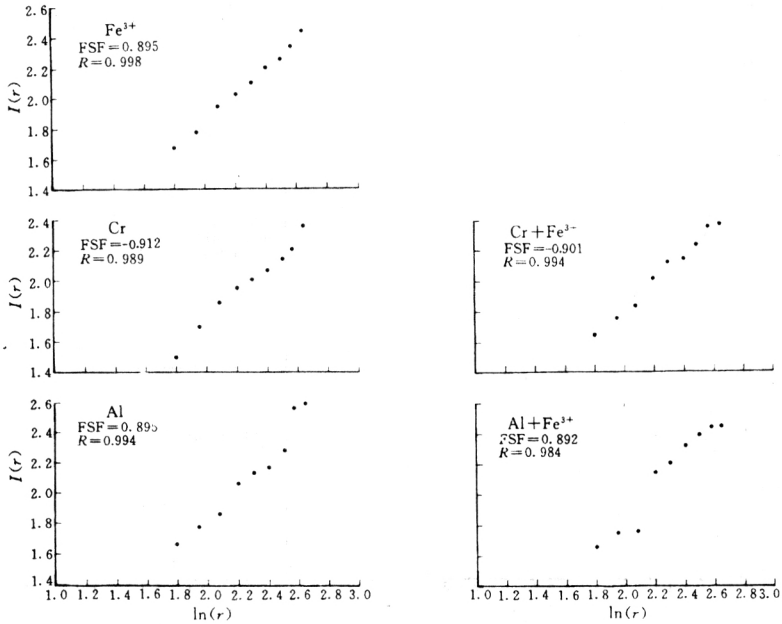 2.6
Fe³⁺
2.4
FSF=0.895
R=0.998
2.2
I(r)
2.0
1.8
1.6
1.4
2.4
Cr
FSF=-0.912
R=0.989
2.2
I(r)
2.0
1.8
1.6
1.4
Cr+Fe³⁻
FSF=-0.901
R=0.994
2.6
Al
FSF=0.895
R=0.994
2.4
2.2
I(r)
2.0
1.8
1.6
1.4
1.0 1.2 1.4 1.6 1.8 2.0 2.2 2.4 2.6 2.8 3.0
ln(r)
Al+Fe³⁺
FSF=0.892
R=0.984
1.0 1.2 1.4 1.6 1.8 2.0 2.2 2.4 2.6 2.8 3.0
ln(r)